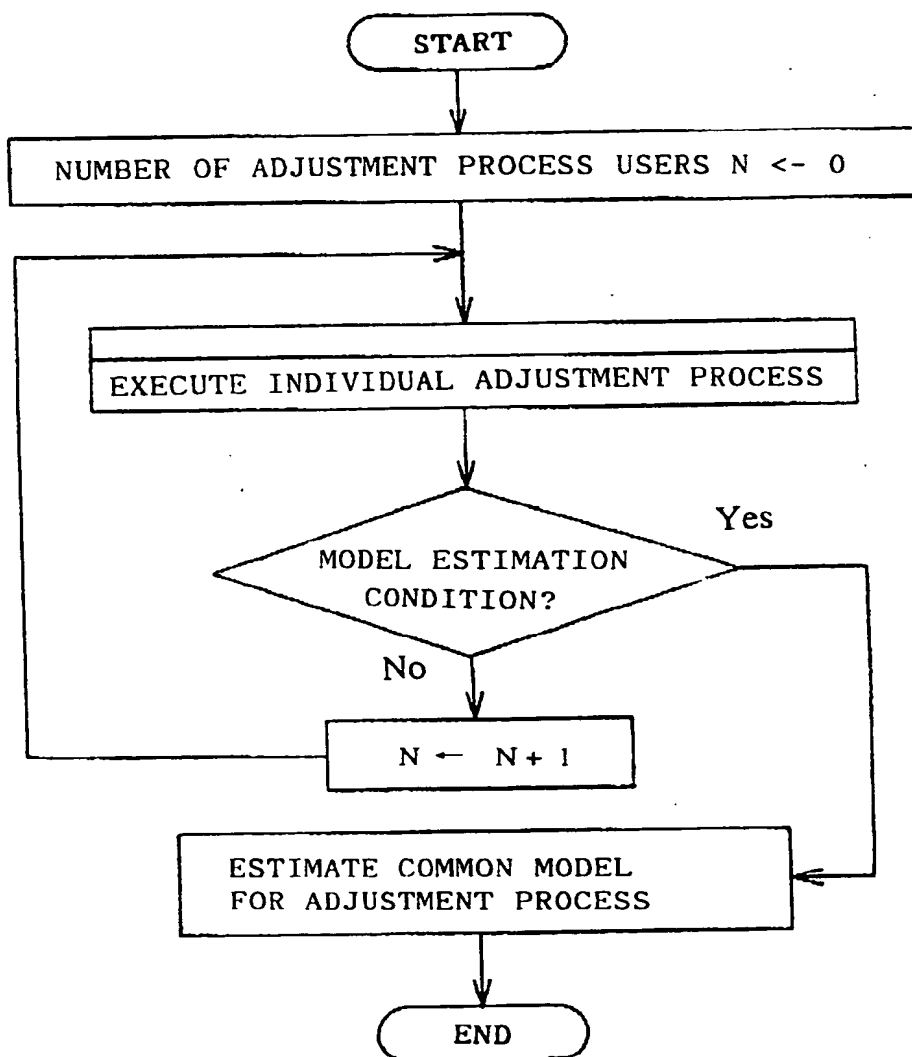 START
NUMBER OF ADJUSTMENT PROCESS USERS N <- 0
EXECUTE INDIVIDUAL ADJUSTMENT PROCESS
Yes
MODEL ESTIMATION
CONDITION?
No
N ← N + 1
ESTIMATE COMMON MODEL
FOR ADJUSTMENT PROCESS
END